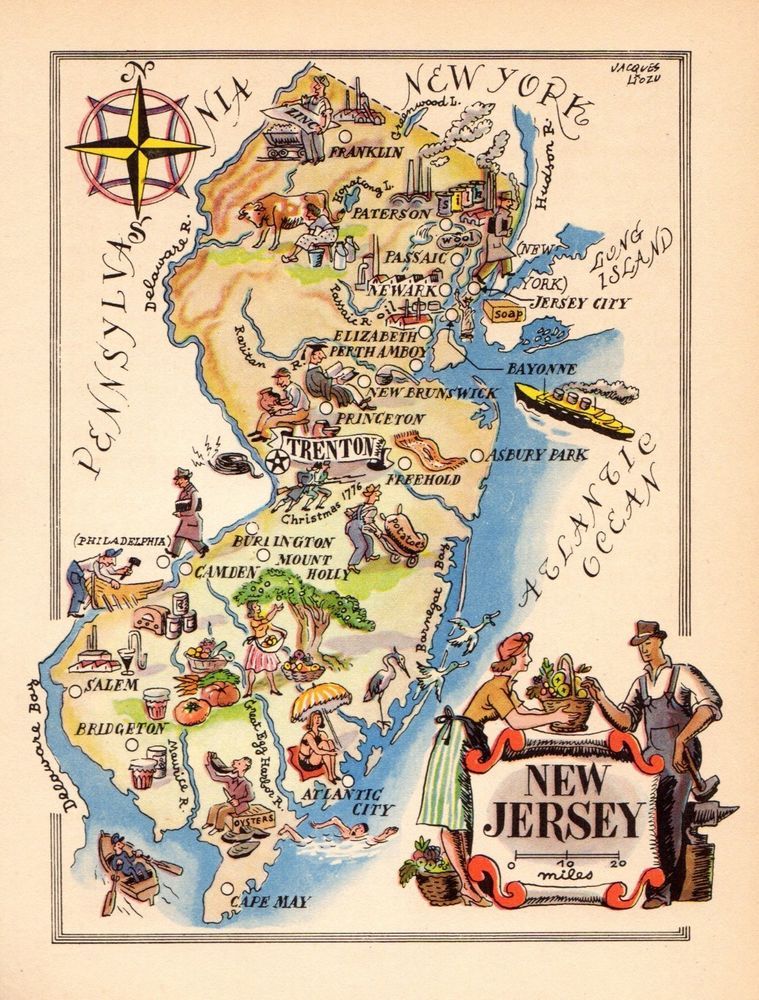 JACQUES
LIOZU
N
PENNSYLVANIA
NEW YORK
Greenwood L.
Hudson R.
ZINC
FRANKLIN
Delaware R.
Hopatcong L.
PATERSON
SILK
wool
PASSAIC
(NEW
YORK)
LONG
ISLAND
NEWARK
JERSEY CITY
Passaic R.
oil
soap
ELIZABETH
PERTH AMBOY
BAYONNE
Raritan R.
NEW BRUNSWICK
PRINCETON
TRENTON
ASBURY PARK
FREEHOLD
Christmas 1776
potatoes
ATLANTIC
OCEAN
(PHILADELPHIA)
BURLINGTON
MOUNT
HOLLY
CAMDEN
Barnegat Bay
SALEM
BRIDGETON
Delaware Bay
Maurice R.
Great Egg Harbor R.
ATLANTIC
CITY
OYSTERS
CAPE MAY
NEW
JERSEY
0 10 20
miles